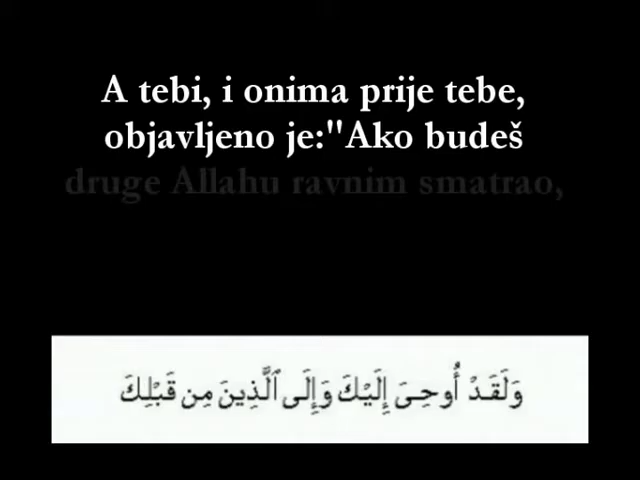 A tebi, i onima prije tebe,
objavljeno je:"Ako budeš
druge Allahu ravnim smatrao,
وَلَقَدْ أُوحِىَ إِلَيْكَ وَإِلَى ٱلَّذِينَ مِن قَبْلِكَ